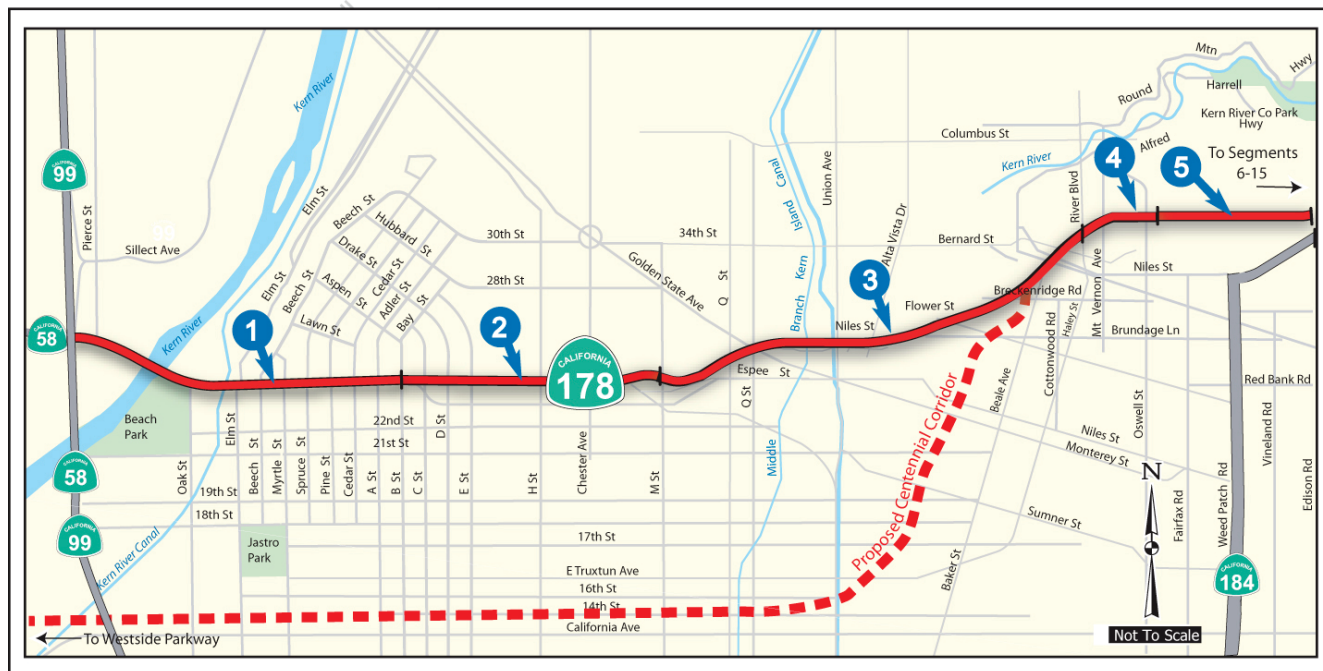 Mtn
Hwy
Round
Harrell
Kern River Co Park
Hwy
Columbus St
Alfred
Kern River
To Segments
6-15
4
5
Kern River
Elm St
CALIFORNIA
99
Pierce St
Sillect Ave
Beech St
Hubbard St
30th St
34th St
Island Canal
Union Ave
Alta Vista Dr
Bernard St
River Blvd
Drake St
Cedar St
Golden State Ave
Q St
Branch Kern
3
Niles St
Elm St
Beech St
Aspen St
Adler St
28th St
Breckenridge Rd
Mt Vernon Ave
Flower St
Niles St
Haley St
Brundage Ln
Lawn St
Bay St
CALIFORNIA
58
Kern River
1
2
CALIFORNIA
178
Espee St
Cottonwood Rd
Beale Ave
Red Bank Rd
Beach
Park
Elm St
22nd St
21st St
D St
Q St
Oswell St
Vineland Rd
Oak St
Beech St
Myrtle St
Spruce St
Pine St
Cedar St
A St
B St
C St
E St
H St
Chester Ave
M St
Middle
Niles St
Monterey St
CALIFORNIA
58
19th St
18th St
N
Fairfax Rd
Weed Patch Rd
Edison Rd
Sumner St
CALIFORNIA
99
Kern River Canal
Jastro
Park
17th St
Proposed Centennial Corridor
Baker St
E Truxtun Ave
16th St
14th St
California Ave
CALIFORNIA
184
To Westside Parkway
Not To Scale